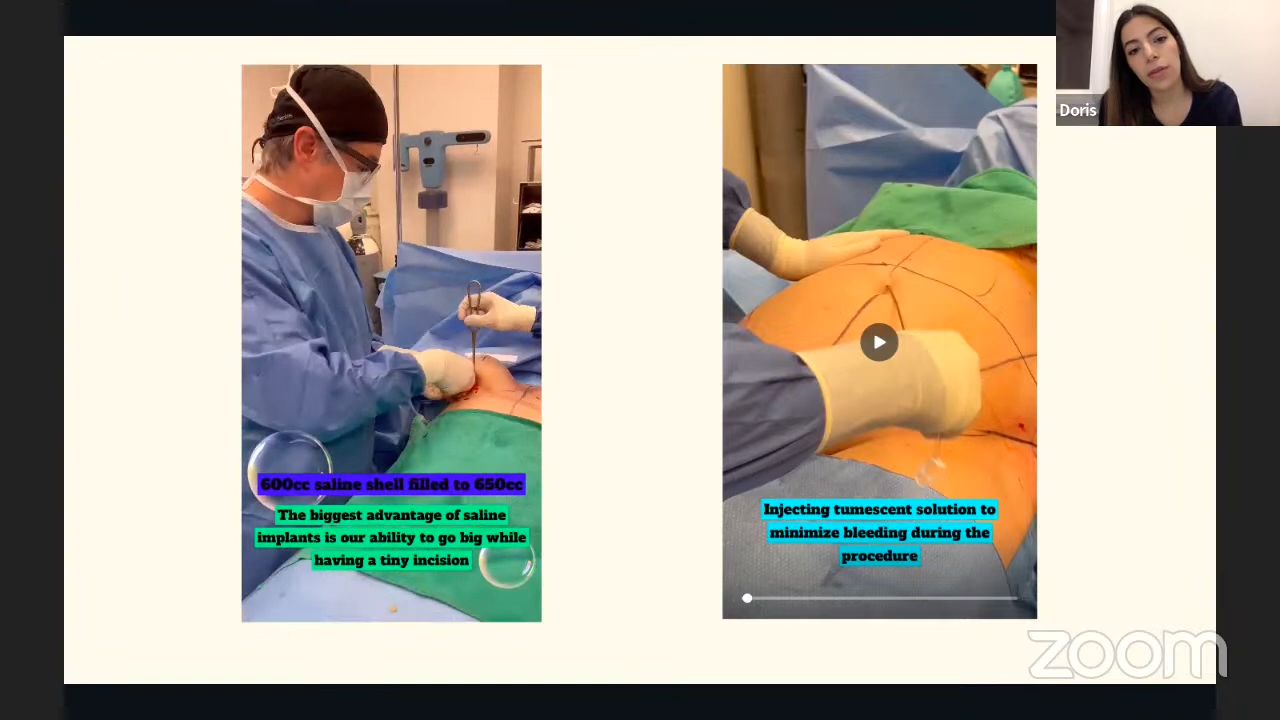 Doris
600cc saline shell filled to 650cc
The biggest advantage of saline
implants is our ability to go big while
having a tiny incision
Injecting tumescent solution to
minimize bleeding during the
procedure
zoom